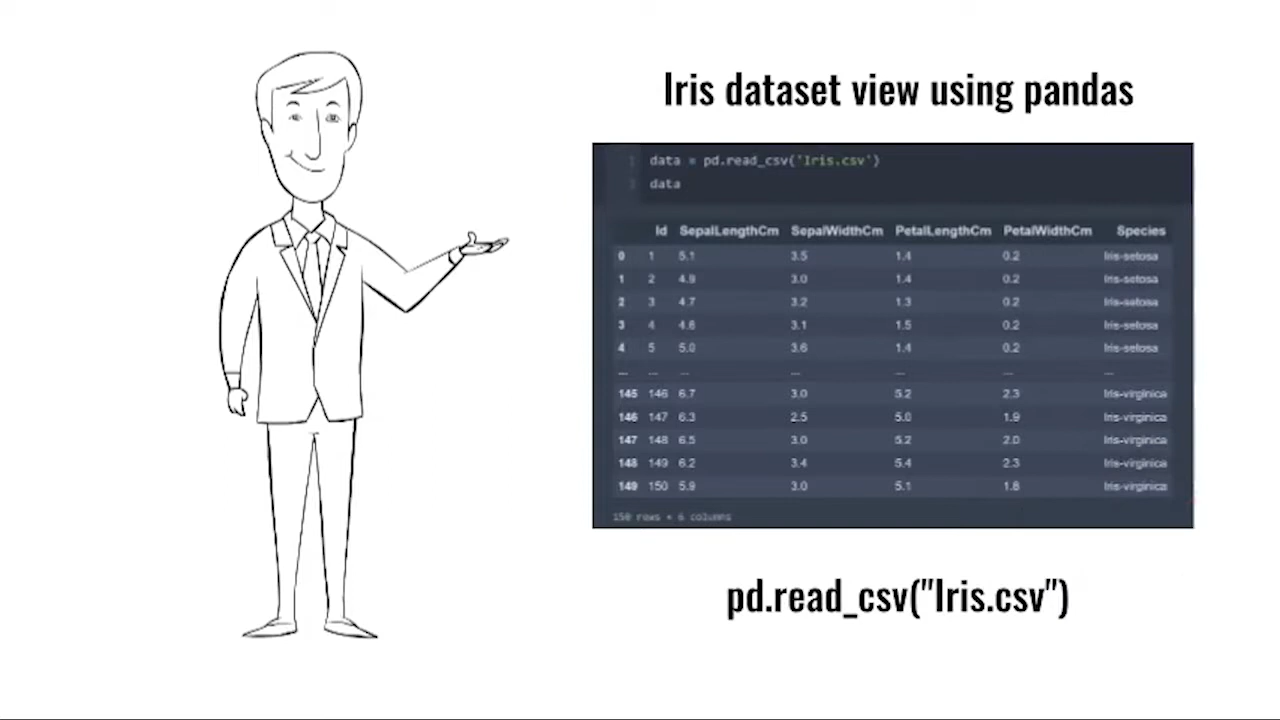 Iris dataset view using pandas
1 data = pd.read_csv('Iris.csv')
data
Id SepalLengthCm SepalWidthCm PetalLengthCm PetalWidthCm Species
0 1 5.1 3.5 1.4 0.2 Iris-setosa
1 2 4.9 3.0 1.4 0.2 Iris-setosa
2 3 4.7 3.2 1.3 0.2 Iris-setosa
3 4 4.6 3.1 1.5 0.2 Iris-setosa
4 5 5.0 3.6 1.4 0.2 Iris-setosa
... ... ... ... ... ... ...
145 146 6.7 3.0 5.2 2.3 Iris-virginica
146 147 6.3 2.5 5.0 1.9 Iris-virginica
147 148 6.5 3.0 5.2 2.0 Iris-virginica
148 149 6.2 3.4 5.4 2.3 Iris-virginica
149 150 5.9 3.0 5.1 1.8 Iris-virginica
150 rows × 6 columns
pd.read_csv("Iris.csv")